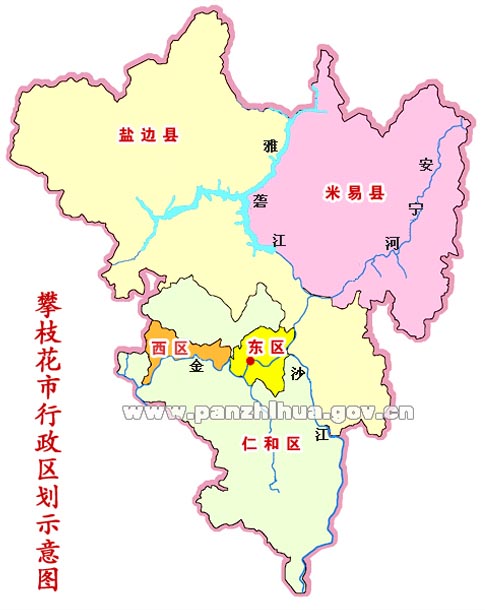 盐边县
米易县
雅砻江
安宁河
西区
东区
金沙江
www.panzhihua.gov.cn
仁和区
攀枝花市行政区划示意图